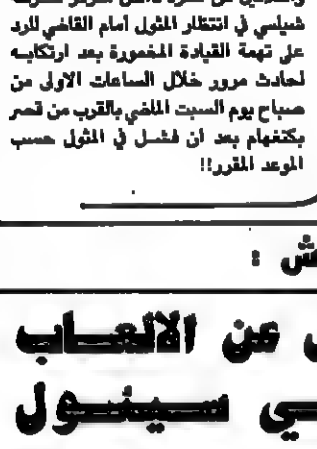 شيلسي في انتظار المثول أمام القاضي للرد
على تهمة القيادة المخمورة بعد ارتكابه
لحادث مرور خلال الساعات الاولى من
صباح يوم السبت الماضي بالقرب من قصر
بكنغهام بعد ان فشل في المثول حسب
الموعد المقرر!!
:
عن الالعاب
سيئول